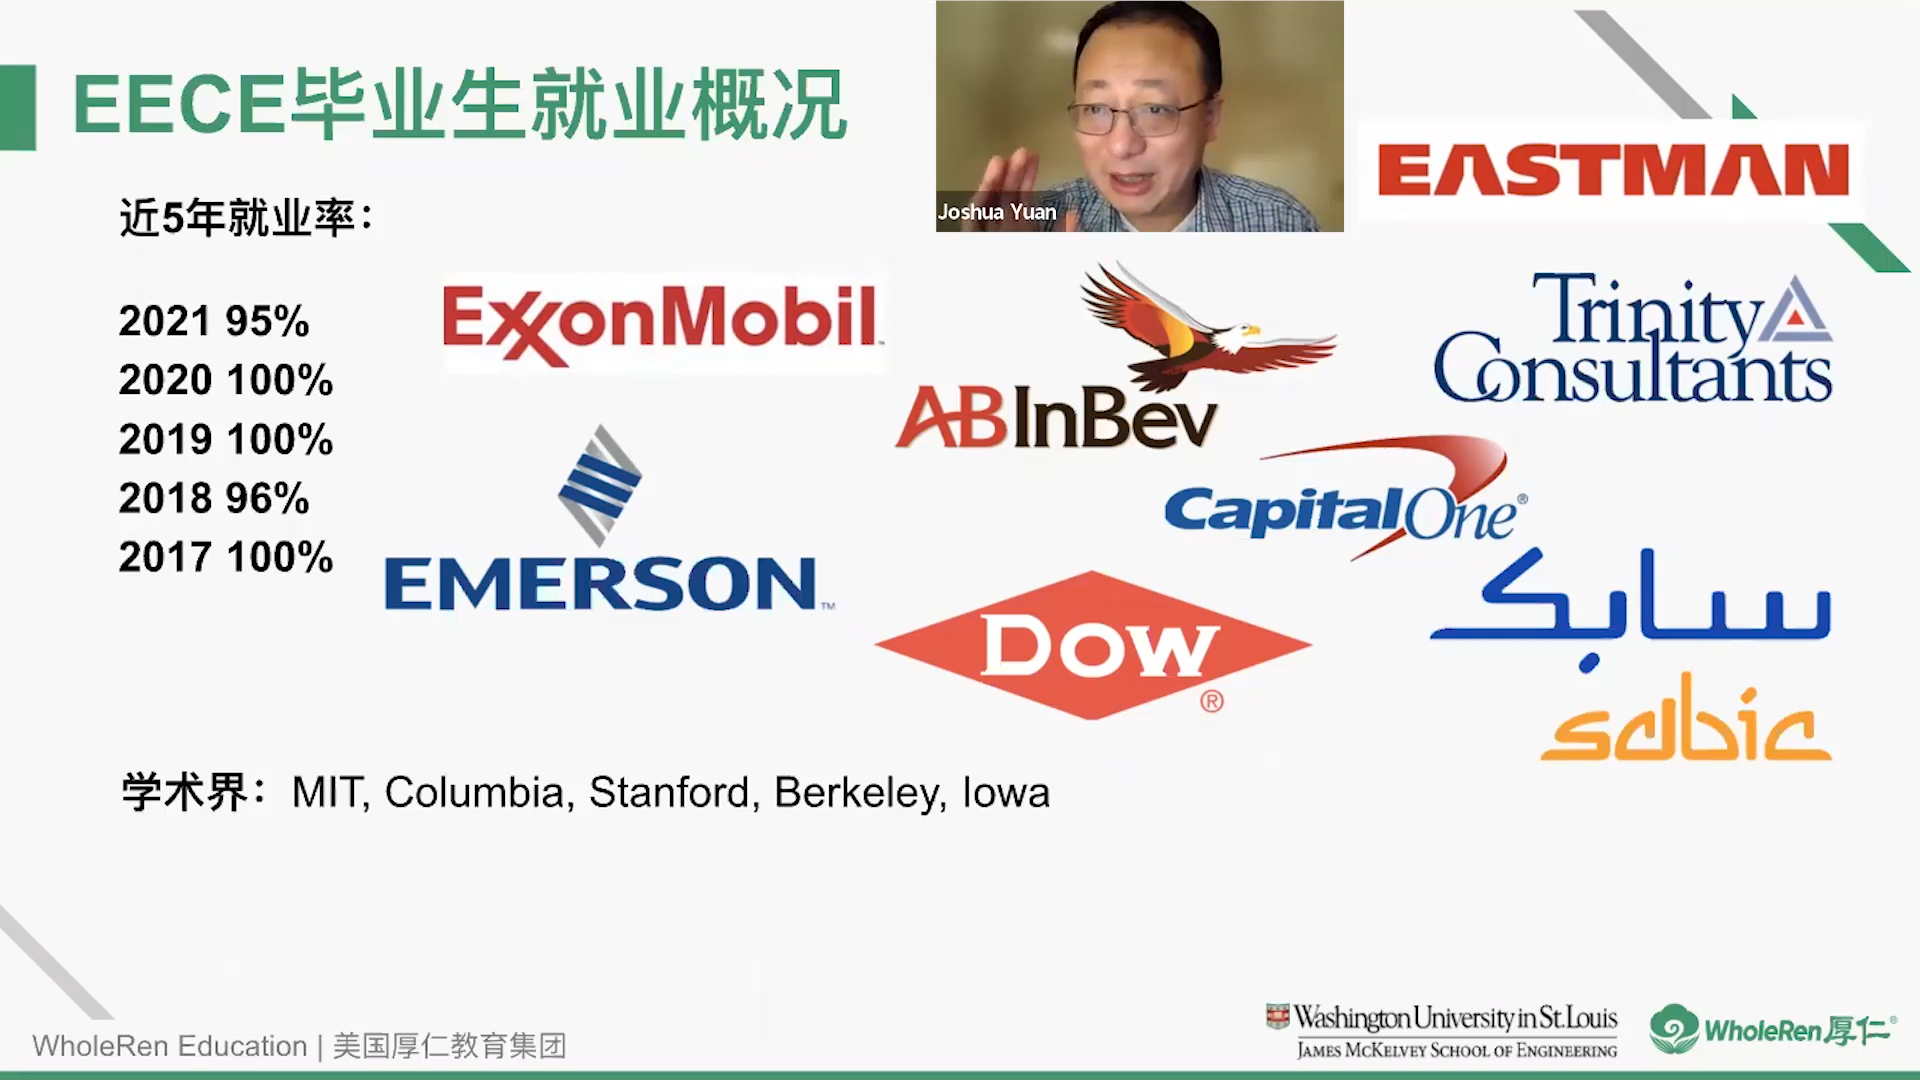 EECE毕业生就业概况
Joshua Yuan
EASTMAN
近5年就业率：
2021 95%
2020 100%
2019 100%
2018 96%
2017 100%
ExxonMobil
ABInBev
Trinity
Consultants
EMERSON™
CapitalOne®
DOW®
سابك
sabic
学术界：MIT, Columbia, Stanford, Berkeley, Iowa
WholeRen Education | 美国厚仁教育集团
Washington University in St. Louis
JAMES MCKELVEY SCHOOL OF ENGINEERING
WholeRen厚仁®